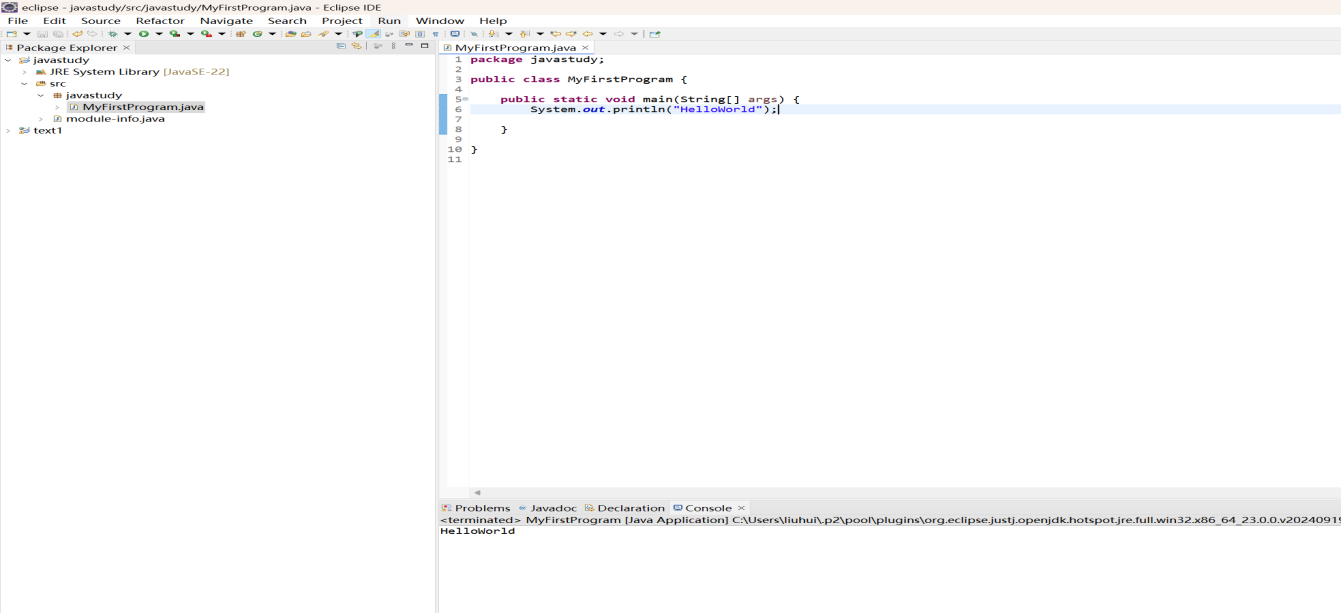 eclipse - javastudy/src/javastudy/MyFirstProgram.java - Eclipse IDE
File Edit Source Refactor Navigate Search Project Run Window Help
Package Explorer
javastudy
JRE System Library [JavaSE-22]
src
javastudy
MyFirstProgram.java
module-info.java
text1
MyFirstProgram.java
1 package javastudy;
2
3 public class MyFirstProgram {
4
5 public static void main(String[] args) {
6 System.out.println("HelloWorld");
7
8 }
9
10 }
11
Problems Javadoc Declaration Console
<terminated> MyFirstProgram [Java Application] C:\Users\liuhui\.p2\pool\plugins\org.eclipse.justj.openjdk.hotspot.jre.full.win32.x86_64_23.0.0.v2024091
HelloWorld